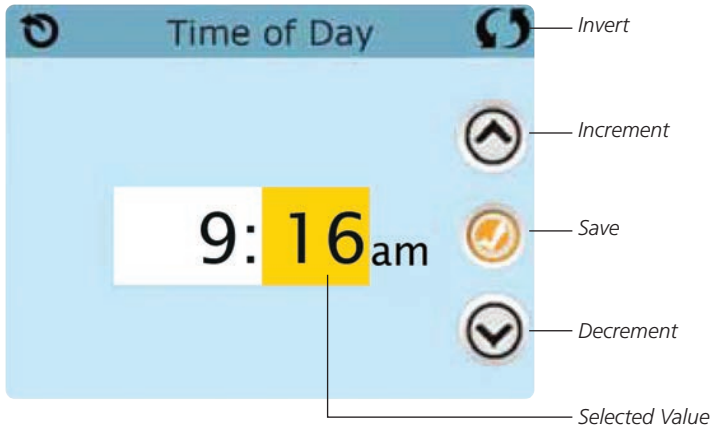 Time of Day
Invert
Increment
9:16am
Save
Decrement
Selected Value